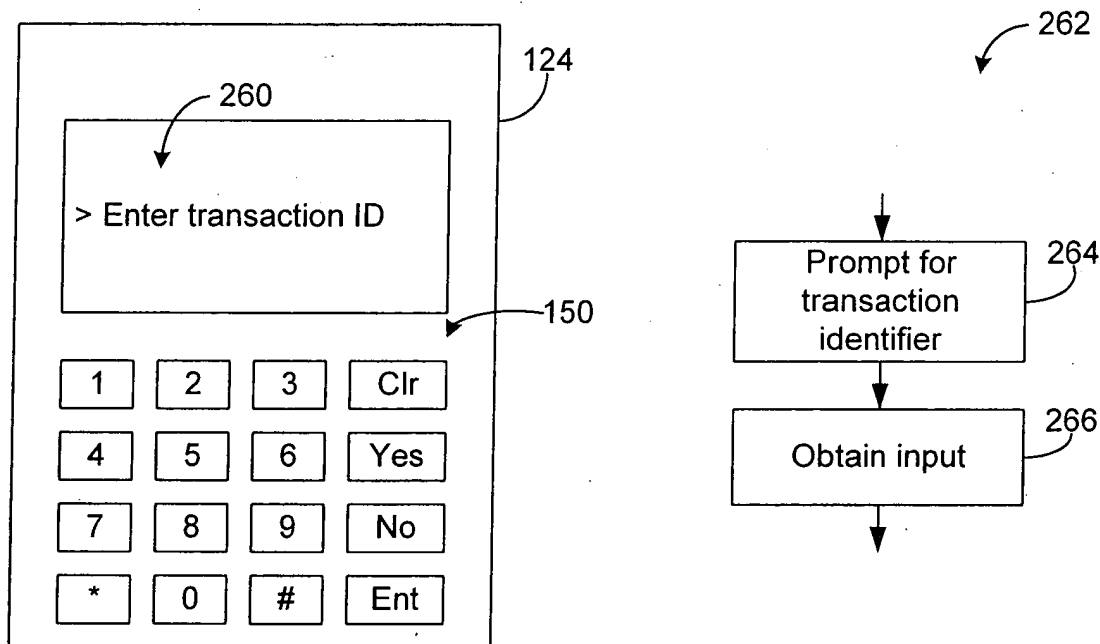 262
124
260
> Enter transaction ID
264
Prompt for
transaction
identifier
150
1 2 3 Clr
266
4 5 6 Yes
Obtain input
7 8 9 No
* 0 # Ent